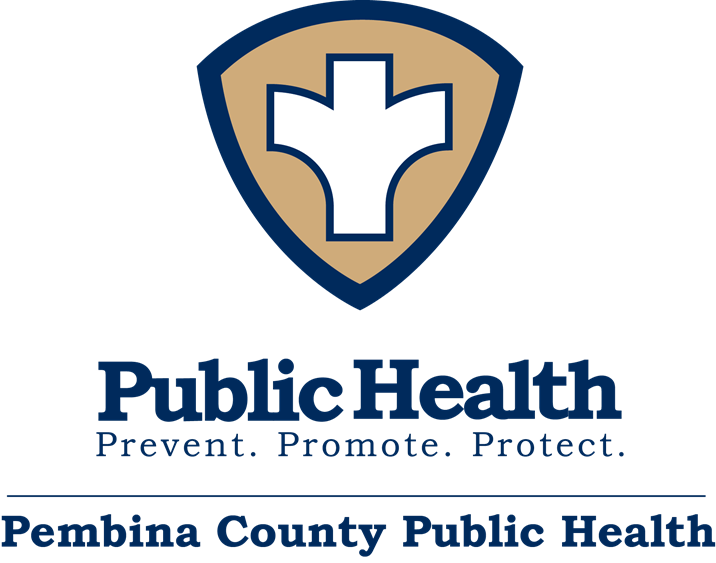 Public Health
Prevent. Promote. Protect.
Pembina County Public Health